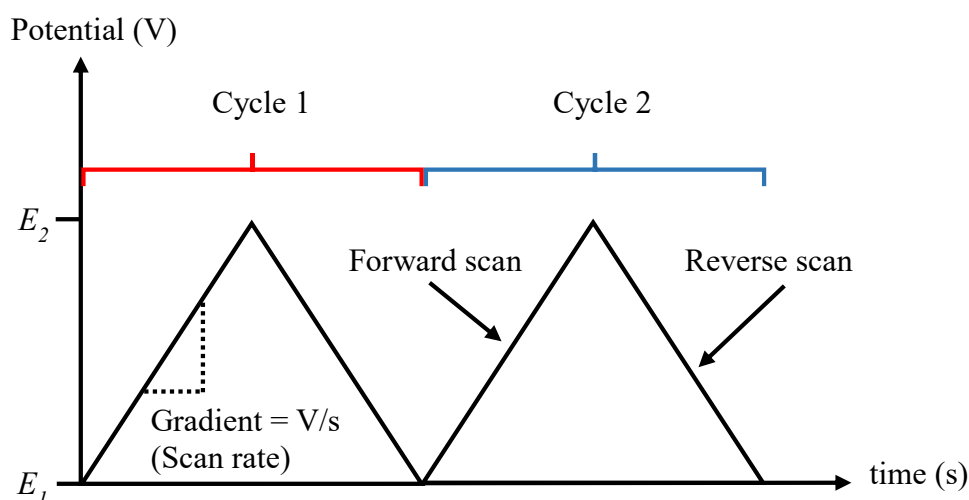 Potential (V)
Cycle 1
Cycle 2
E₂
Forward scan
Reverse scan
Gradient = V/s
(Scan rate)
E₁
time (s)